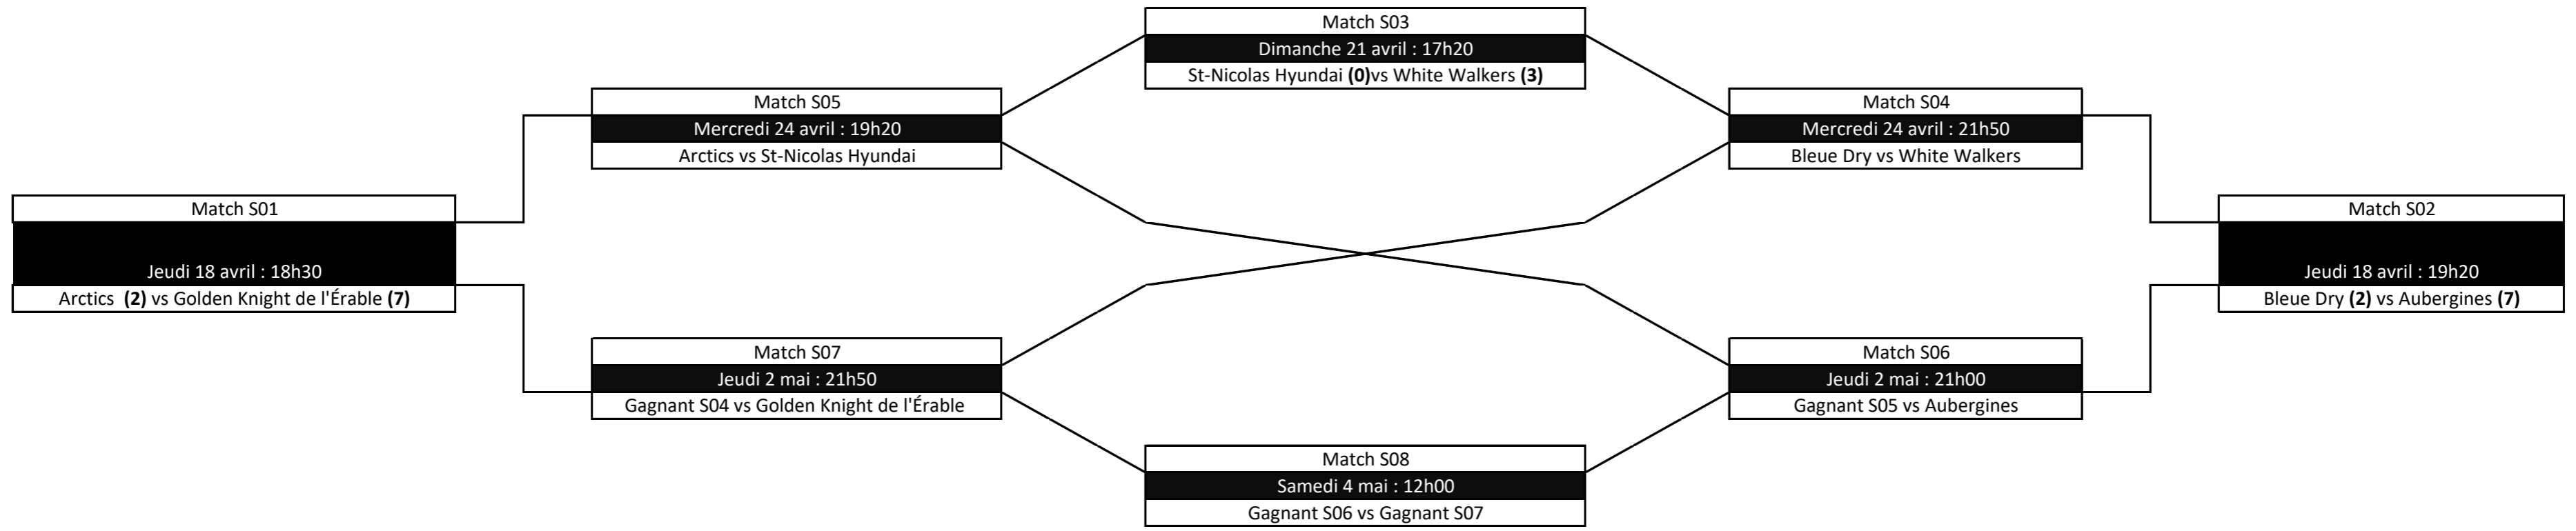 Match S03
Dimanche 21 avril : 17h20
St-Nicolas Hyundai (0)vs White Walkers (3)
Match S05
Mercredi 24 avril : 19h20
Arctics vs St-Nicolas Hyundai
Match S04
Mercredi 24 avril : 21h50
Bleue Dry vs White Walkers
Match S01
Jeudi 18 avril : 18h30
Arctics (2) vs Golden Knight de l'Érable (7)
Match S02
Jeudi 18 avril : 19h20
Bleue Dry (2) vs Aubergines (7)
Match S07
Jeudi 2 mai : 21h50
Gagnant S04 vs Golden Knight de l'Érable
Match S06
Jeudi 2 mai : 21h00
Gagnant S05 vs Aubergines
Match S08
Samedi 4 mai : 12h00
Gagnant S06 vs Gagnant S07